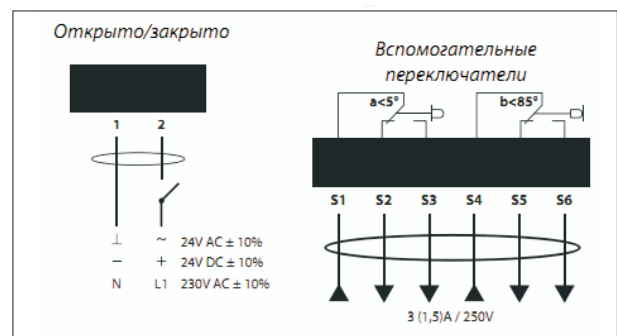 Открыто/закрыто
1 2
⊥ ~ 24V AC ± 10%
− + 24V DC ± 10%
N L1 230V AC ± 10%
Вспомогательные
переключатели
a<5° b<85°
S1 S2 S3 S4 S5 S6
3 (1,5)A / 250V